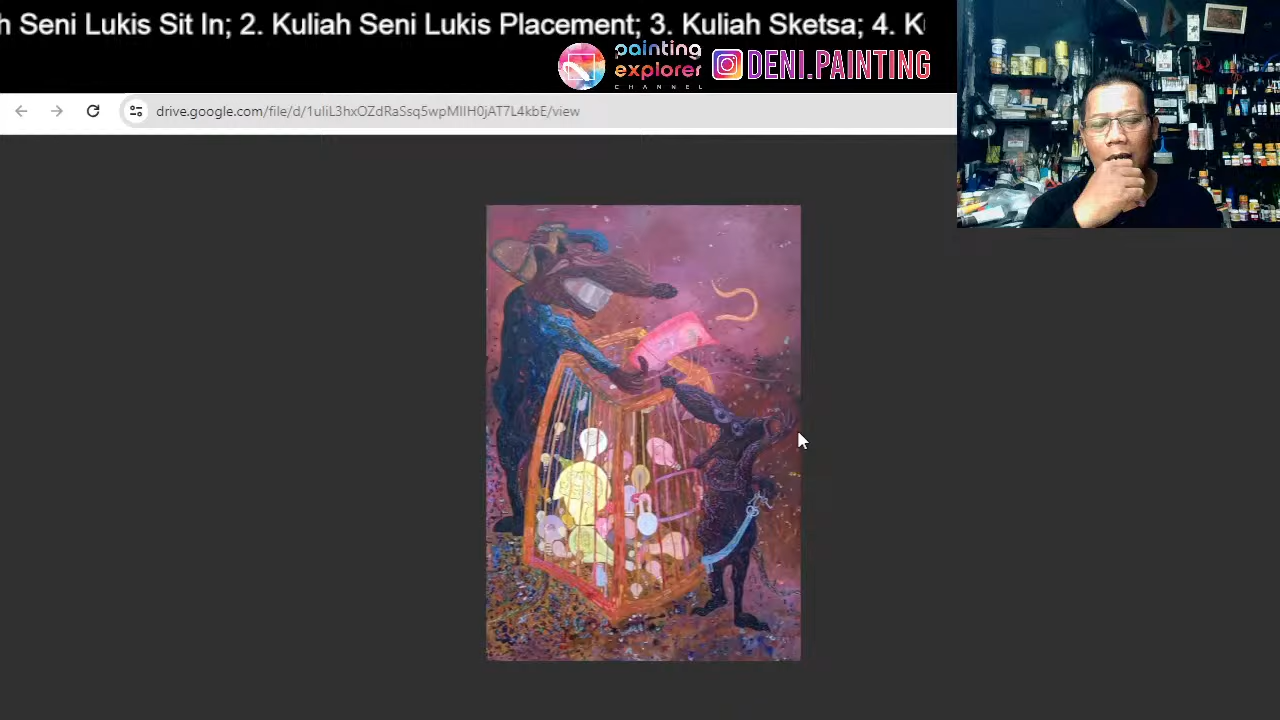 h Seni Lukis Sit In; 2. Kuliah Seni Lukis Placement; 3. Kuliah Sketsa; 4. K
painting
explorer
CHANNEL
DENI.PAINTING
drive.google.com/file/d/1uIiL3hxOZdRaSsq5wpMlIH0jAT7L4kbE/view